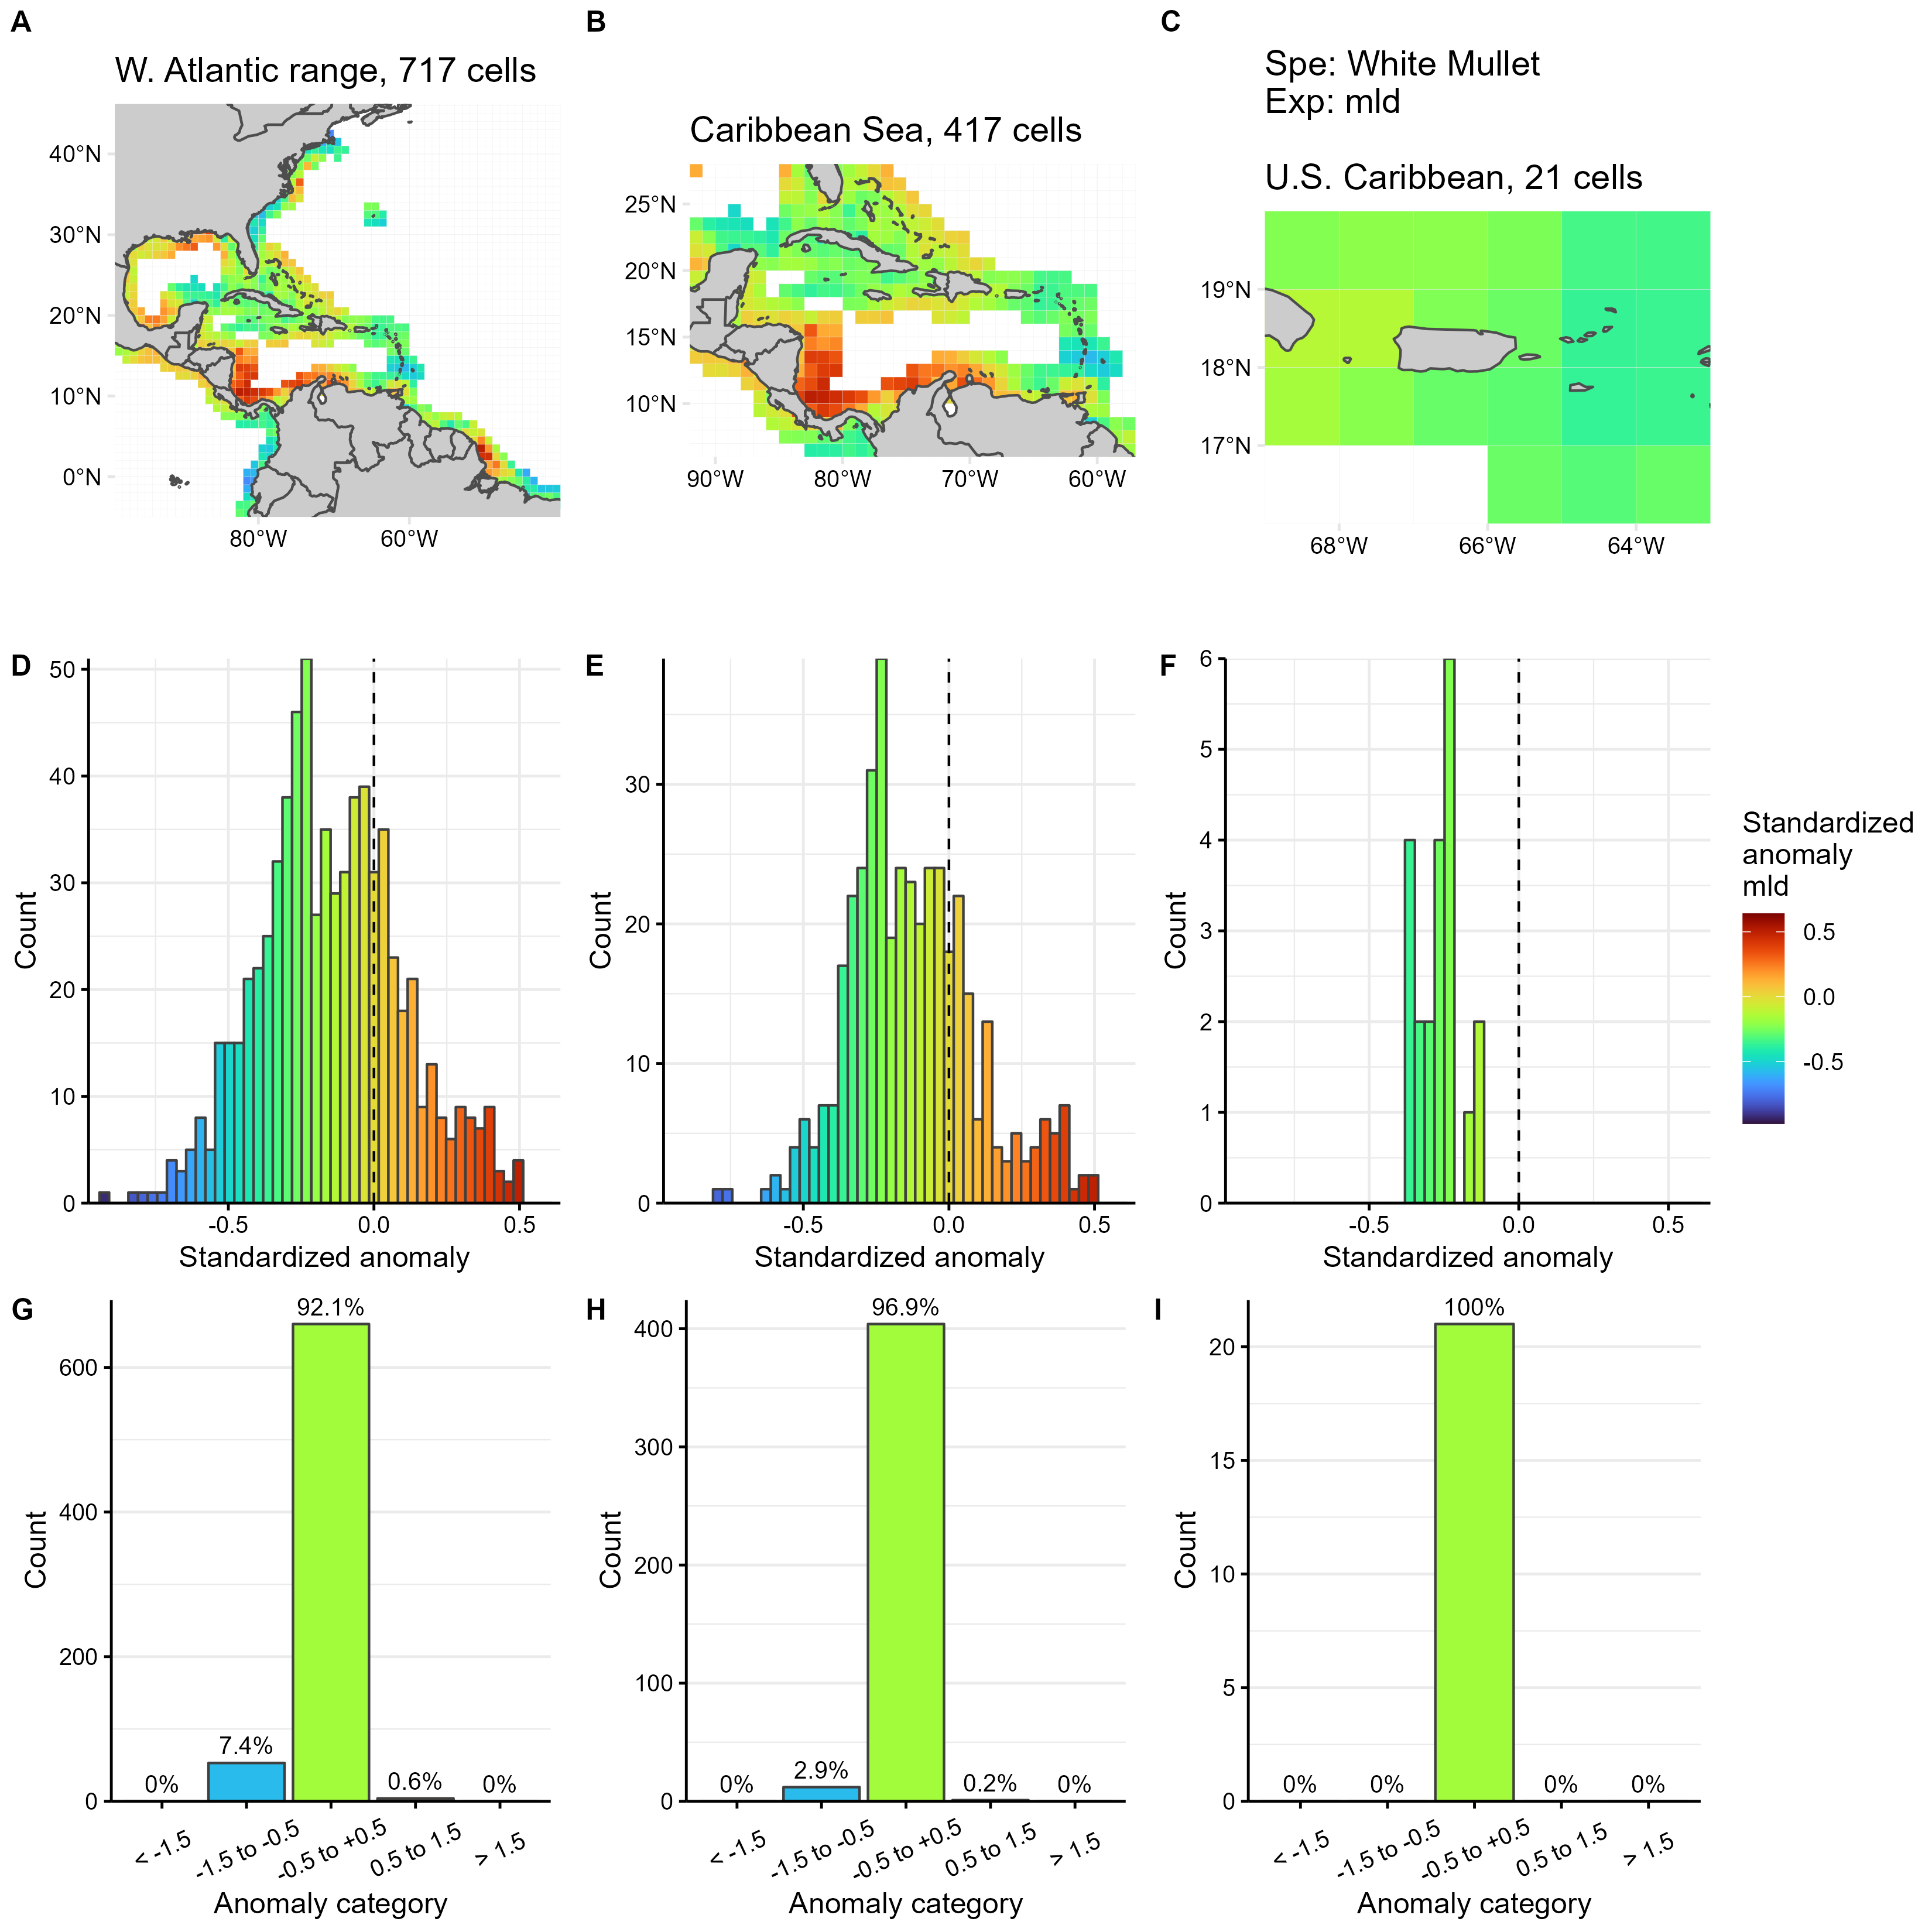 A
B
C
W. Atlantic range, 717 cells
Caribbean Sea, 417 cells
Spe: White Mullet
Exp: mld
U.S. Caribbean, 21 cells
40°N
30°N
20°N
10°N
0°N
80°W
60°W
25°N
20°N
15°N
10°N
90°W
80°W
70°W
60°W
19°N
18°N
17°N
68°W
66°W
64°W
D
50
40
30
20
10
0
Count
-0.5
0.0
0.5
Standardized anomaly
E
30
20
10
0
Count
-0.5
0.0
0.5
Standardized anomaly
F
6
5
4
3
2
1
0
Count
-0.5
0.0
0.5
Standardized anomaly
Standardized
anomaly
mld
0.5
0.0
-0.5
G
600
400
200
0
Count
0%
7.4%
92.1%
0.6%
0%
< -1.5
-1.5 to -0.5
-0.5 to +0.5
0.5 to 1.5
> 1.5
Anomaly category
H
400
300
200
100
0
Count
0%
2.9%
96.9%
0.2%
0%
< -1.5
-1.5 to -0.5
-0.5 to +0.5
0.5 to 1.5
> 1.5
Anomaly category
I
20
15
10
5
0
Count
0%
0%
100%
0%
0%
< -1.5
-1.5 to -0.5
-0.5 to +0.5
0.5 to 1.5
> 1.5
Anomaly category